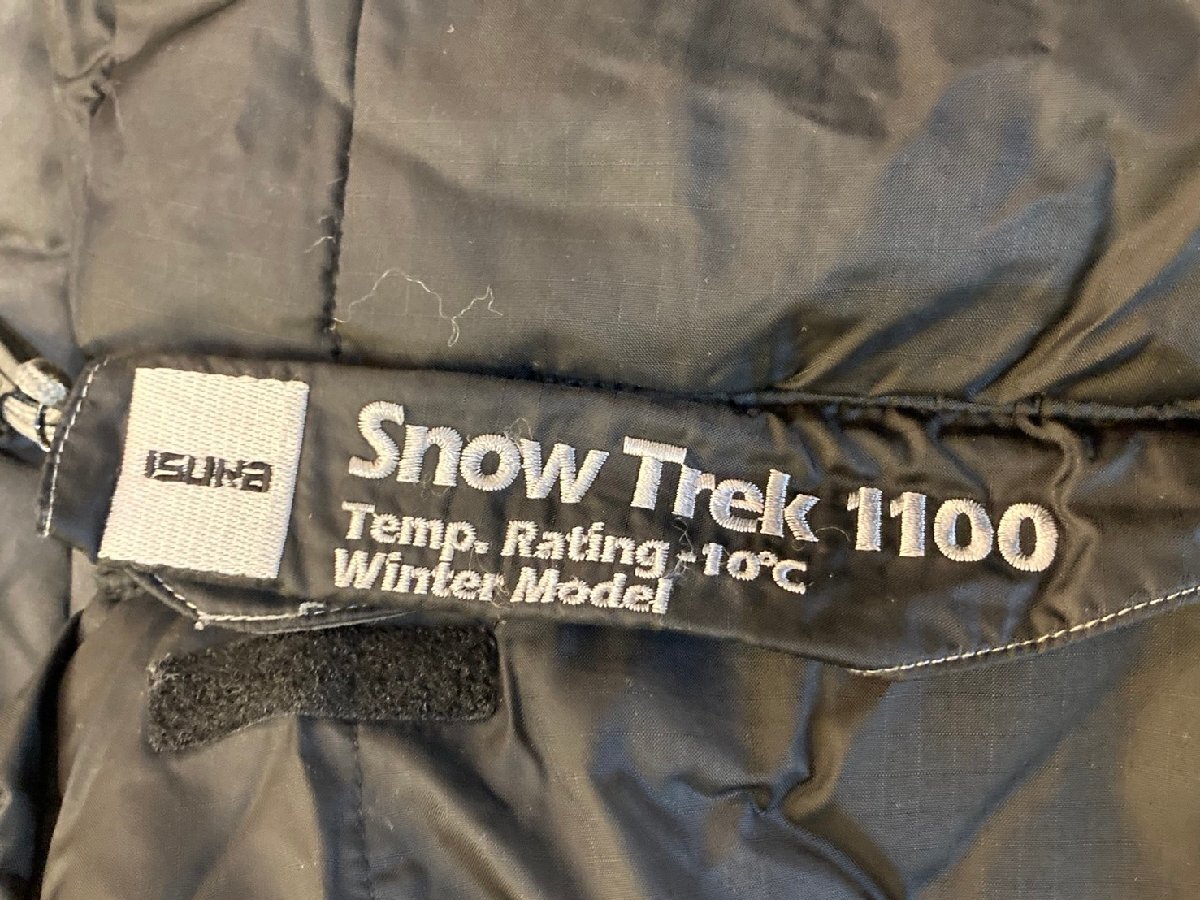 ISUKA
Snow Trek 1100
Temp. Rating -10°C
Winter Model